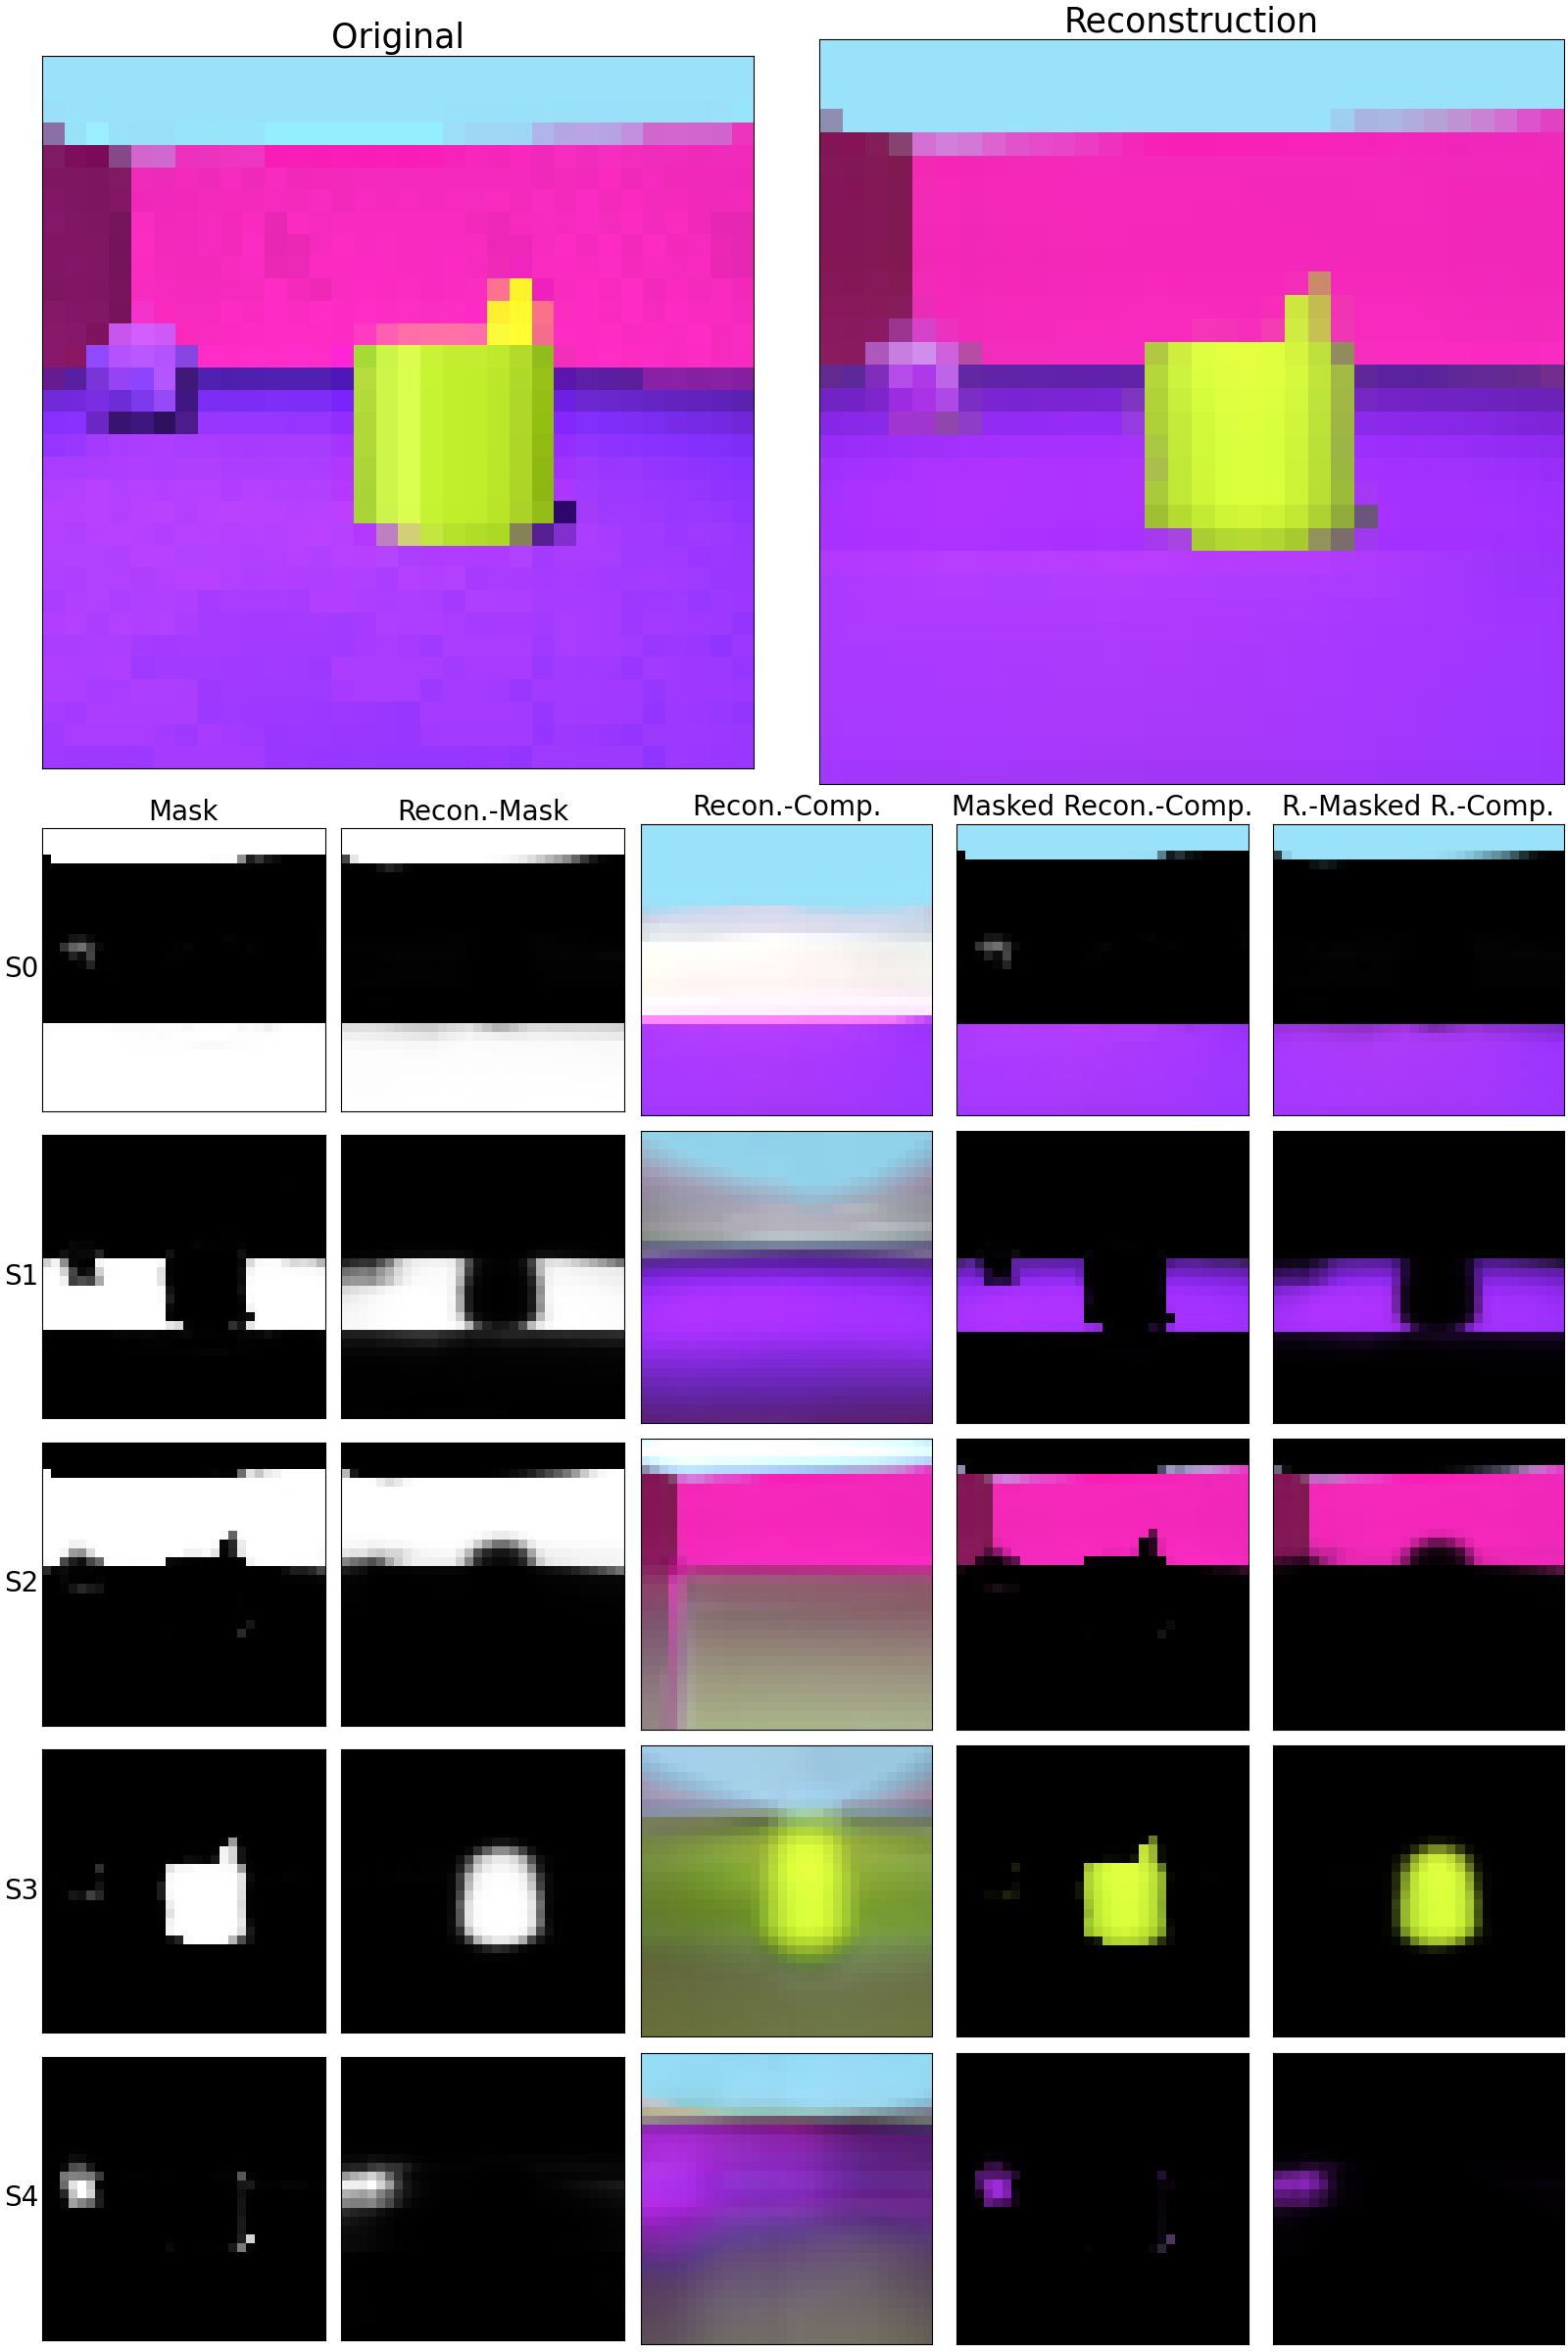 Original
Reconstruction
Mask
Recon.-Mask
Recon.-Comp.
Masked Recon.-Comp.
R.-Masked R.-Comp.
S0
S1
S2
S3
S4